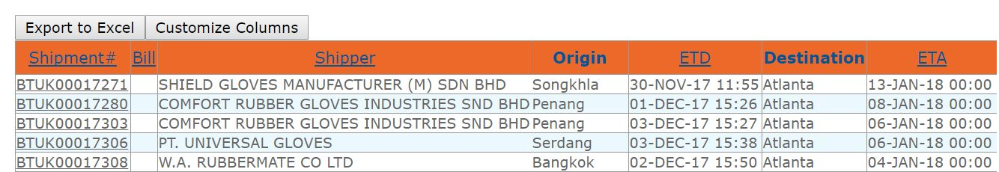 Export to Excel Customize Columns
Shipment# Bill Shipper Origin ETD Destination ETA
BTUK00017271 SHIELD GLOVES MANUFACTURER (M) SDN BHD Songkhla 30-NOV-17 11:55 Atlanta 13-JAN-18 00:00
BTUK00017280 COMFORT RUBBER GLOVES INDUSTRIES SND BHD Penang 01-DEC-17 15:26 Atlanta 08-JAN-18 00:00
BTUK00017303 COMFORT RUBBER GLOVES INDUSTRIES SND BHD Penang 03-DEC-17 15:27 Atlanta 06-JAN-18 00:00
BTUK00017306 PT. UNIVERSAL GLOVES Serdang 03-DEC-17 15:38 Atlanta 06-JAN-18 00:00
BTUK00017308 W.A. RUBBERMATE CO LTD Bangkok 02-DEC-17 15:50 Atlanta 04-JAN-18 00:00